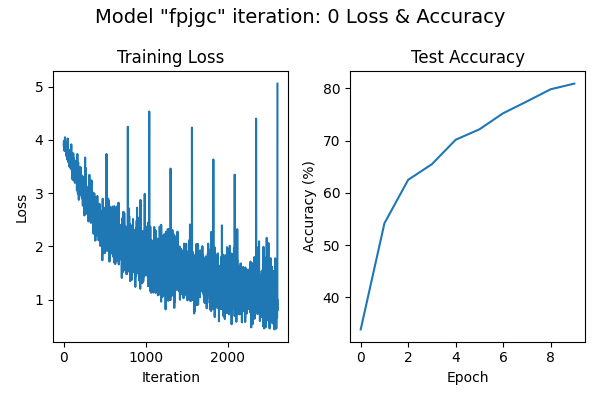 Model "fpjgc" iteration: 0 Loss & Accuracy
Training Loss
Loss
5
4
3
2
1
0
1000
2000
Iteration
Test Accuracy
Accuracy (%)
80
70
60
50
40
0
2
4
6
8
Epoch